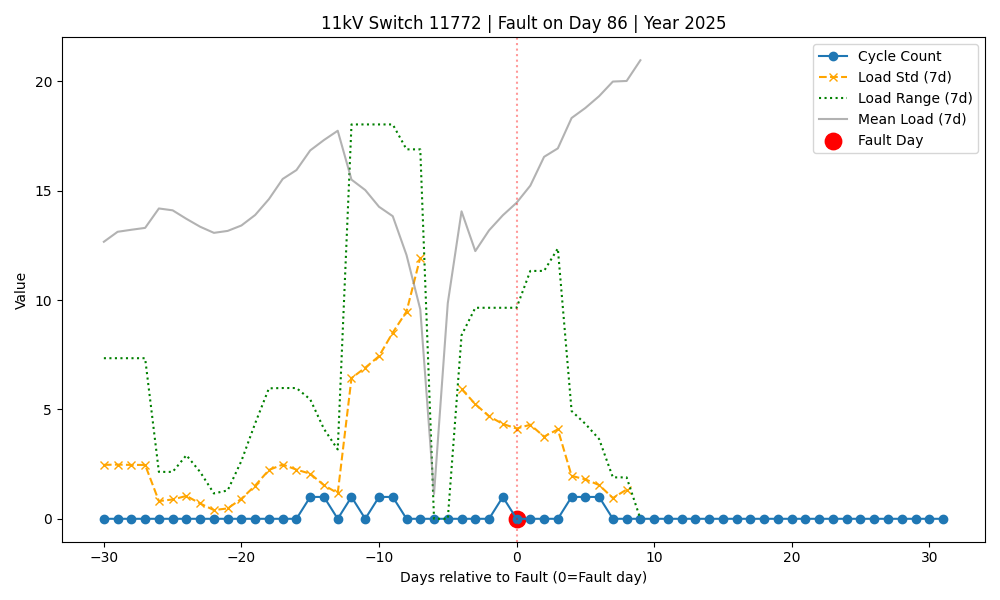 11kV Switch 11772 | Fault on Day 86 | Year 2025
Cycle Count
Load Std (7d)
Load Range (7d)
Mean Load (7d)
Fault Day
Value
20
15
10
5
0
−30
−20
−10
0
10
20
30
Days relative to Fault (0=Fault day)